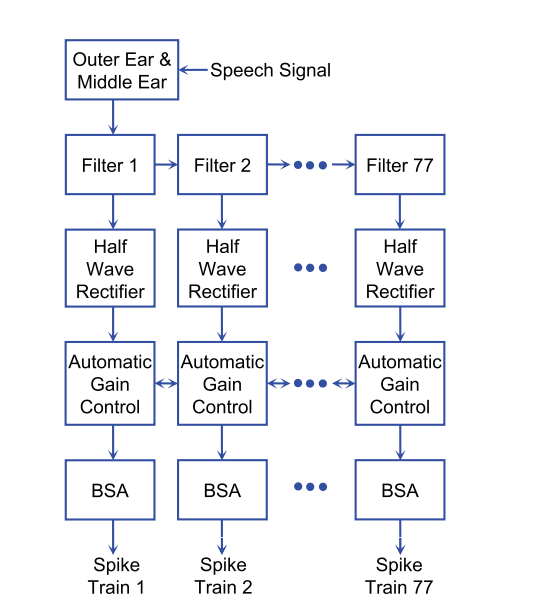 Outer Ear &
Middle Ear
Speech Signal
Filter 1
Filter 2
Filter 77
Half
Wave
Rectifier
Half
Wave
Rectifier
Half
Wave
Rectifier
Automatic
Gain
Control
Automatic
Gain
Control
Automatic
Gain
Control
BSA
BSA
BSA
Spike
Train 1
Spike
Train 2
Spike
Train 77